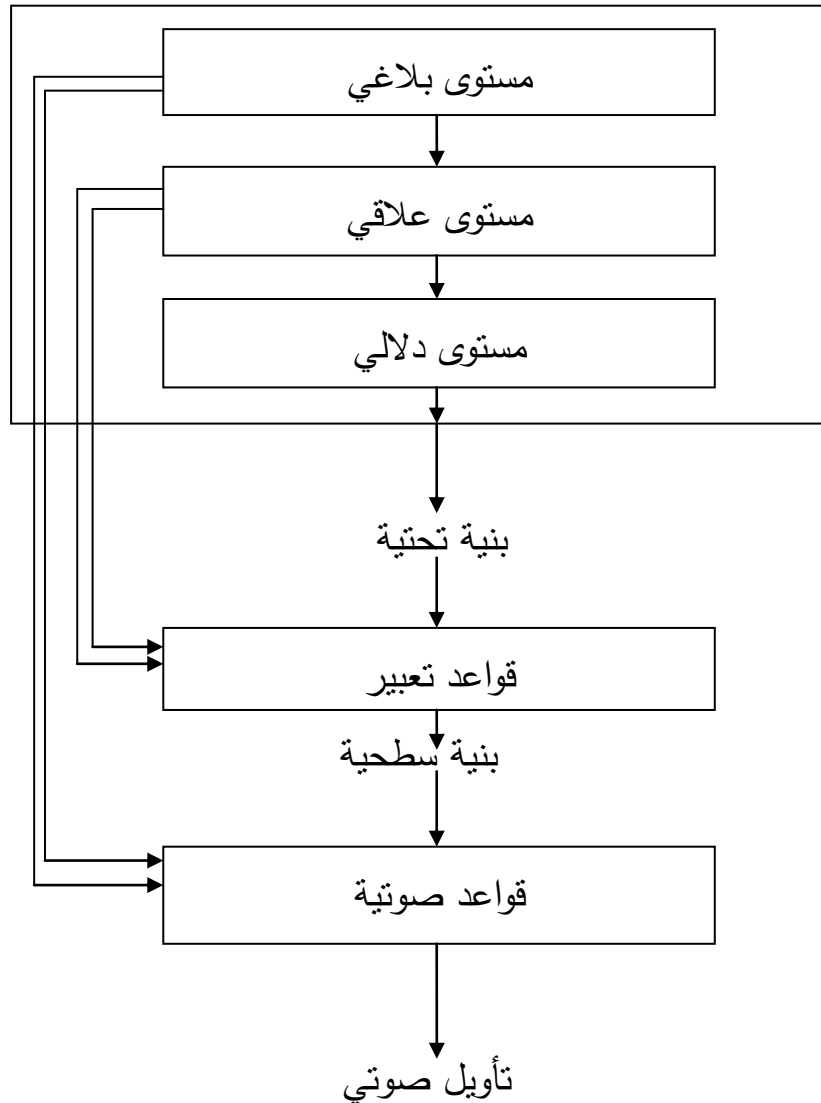 مستوى بلاغي
مستوى علاقي
مستوى دلالي
بنية تحتية
قواعد تعبير
بنية سطحية
قواعد صوتية
تأويل صوتي